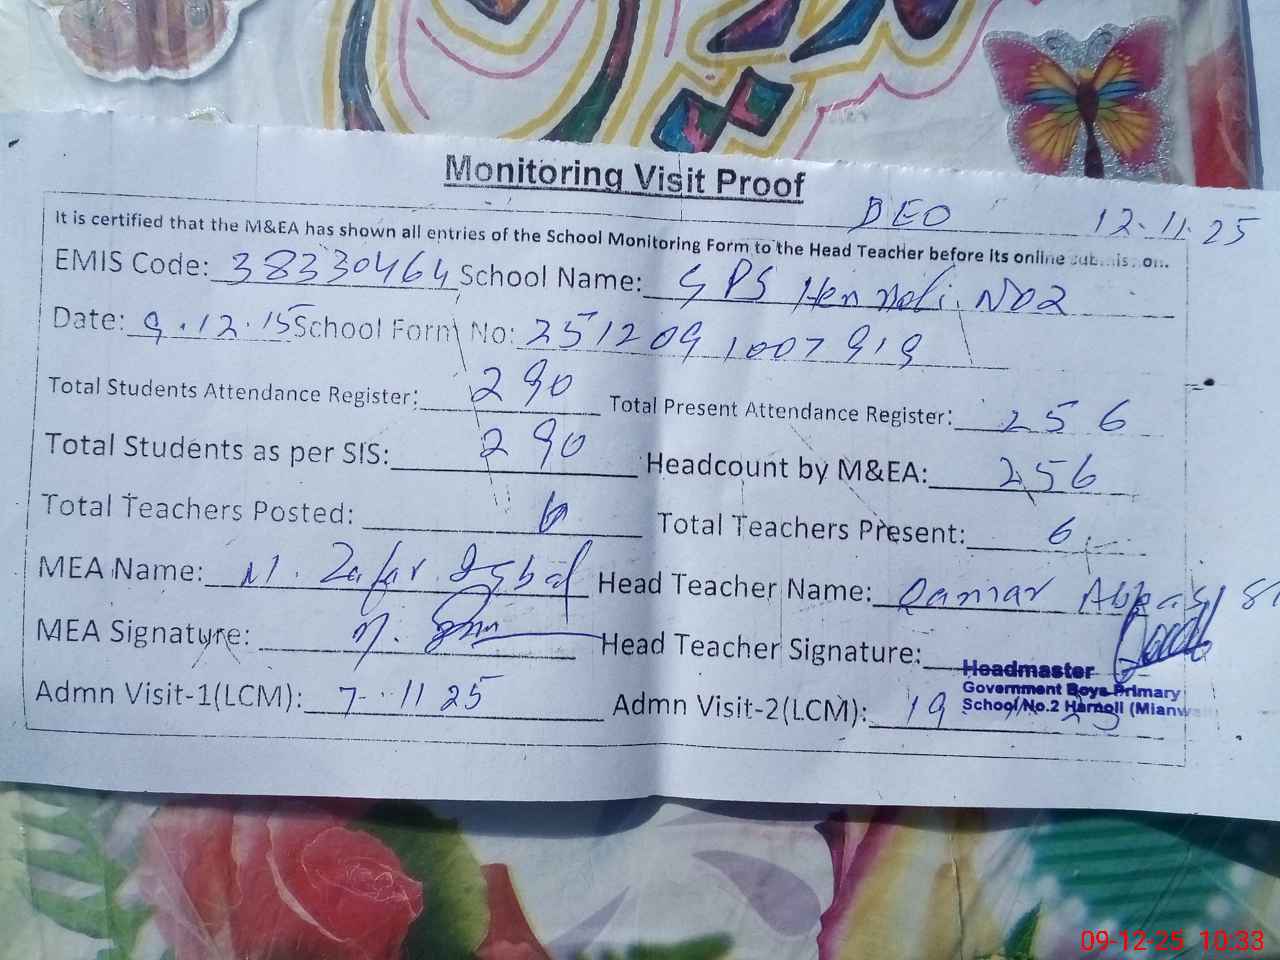 Monitoring Visit Proof
DEO 12.11.25
It is certified that the M&EA has shown all entries of the School Monitoring Form to the Head Teacher before its online submission.
EMIS Code: 38330464 School Name: GPS Harnoli No2
Date: 9.12.15 School Form No: 2512091007919
Total Students Attendance Register: 290 Total Present Attendance Register: 256
Total Students as per SIS: 290 Headcount by M&EA: 256
Total Teachers Posted: 6 Total Teachers Present: 6
MEA Name: M. Zafar Iqbal Head Teacher Name: Qamar Abbas
MEA Signature: Head Teacher Signature:
Headmaster
Government Boys Primary
School No.2 Harnoli (Mianw
Admn Visit-1(LCM): 7-11 25 Admn Visit-2(LCM): 19
09-12-25 10:33